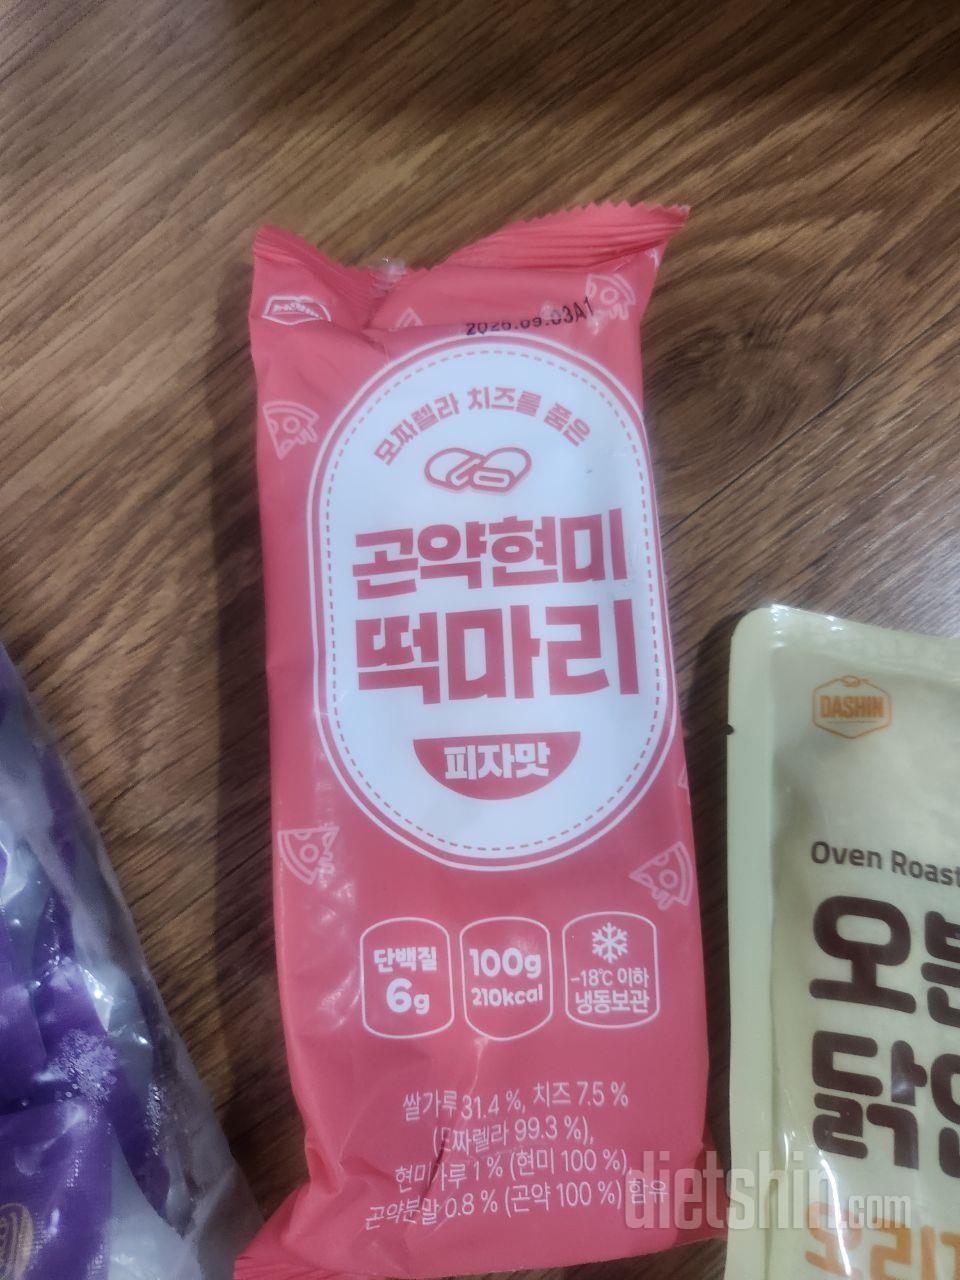 2026.09.03A1
모짜렐라 치즈를 품은
곤약현미
떡마리
피자맛
단백질
6g
100g
210kcal
-18℃ 이하
냉동보관
쌀가루 31.4 %, 치즈 7.5 %
(모짜렐라 99.3 %),
현미가루 1 % (현미 100 %),
곤약분말 0.8 % (곤약 100 %) 함유
DASHIN
Oven Roast
오븐
닭안
오리지
dietshin.com